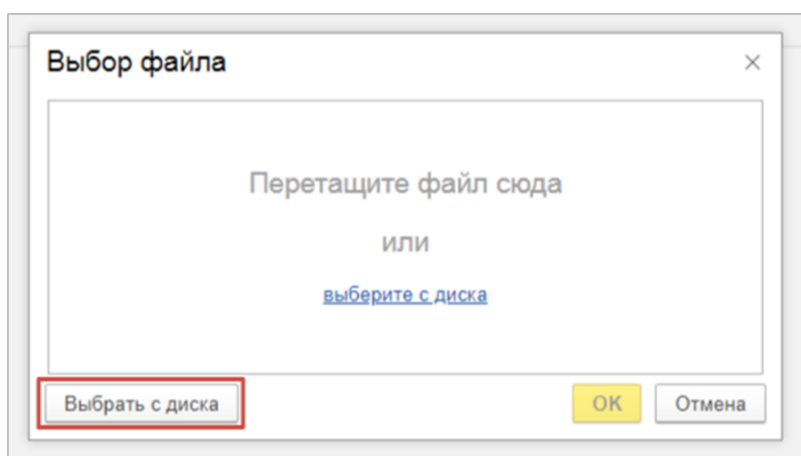 Выбор файла
Перетащите файл сюда
или
выберите с диска
Выбрать с диска
ОК
Отмена